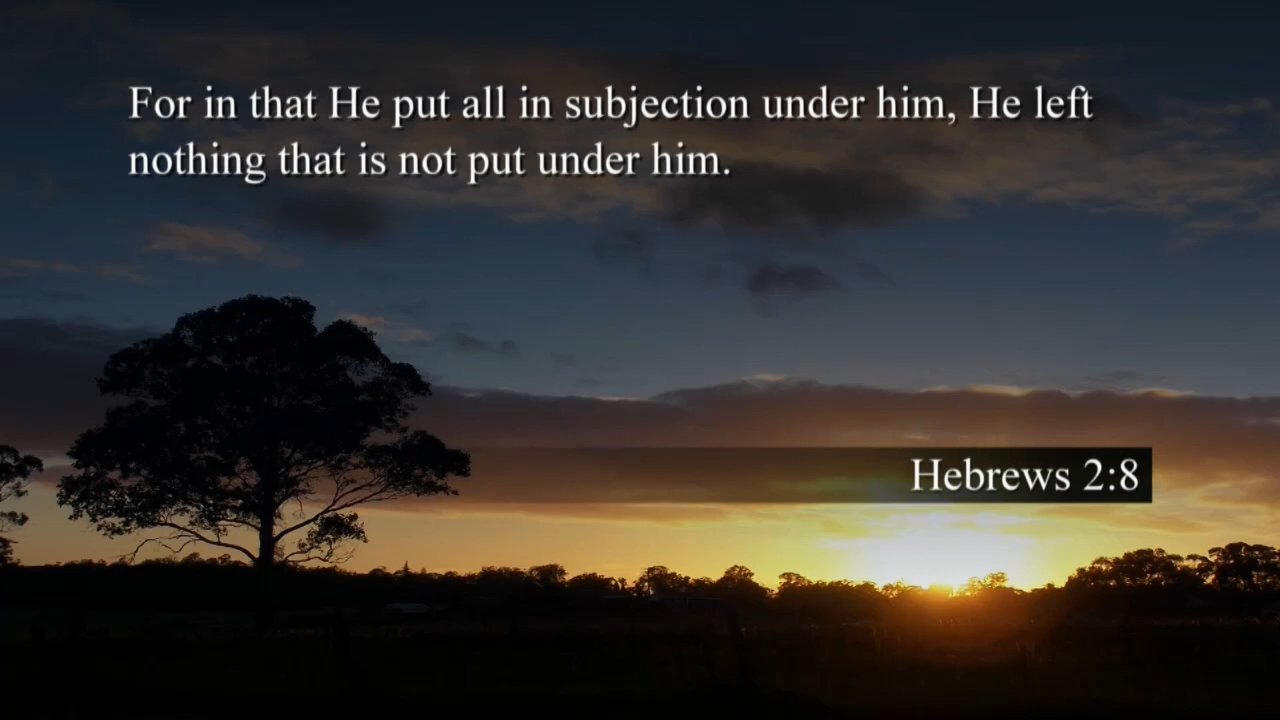 For in that He put all in subjection under him, He left
nothing that is not put under him.
Hebrews 2:8